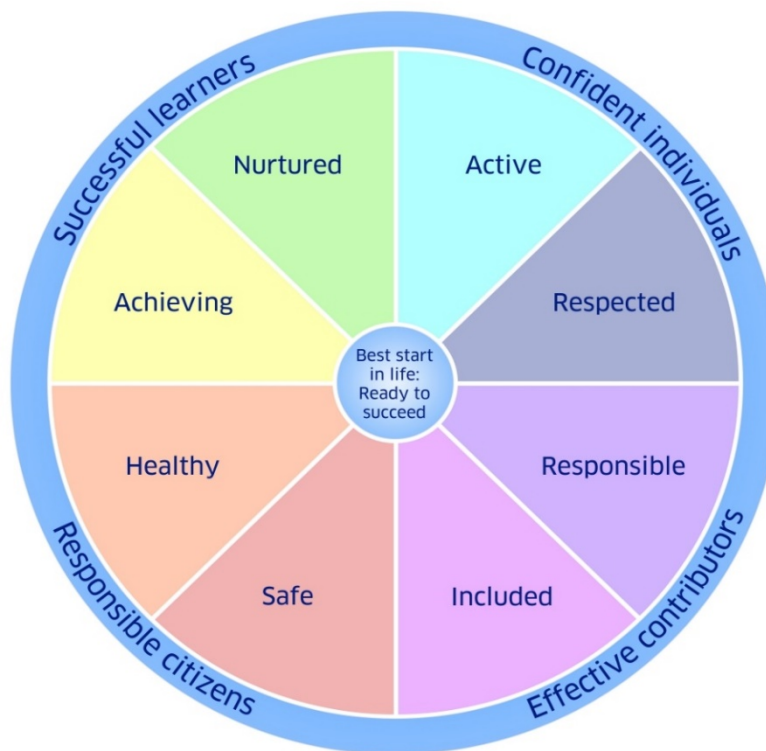 Successful learners
Confident individuals
Nurtured
Active
Achieving
Respected
Best start
in life:
Ready to
succeed
Healthy
Responsible
Safe
Included
Responsible citizens
Effective contributors